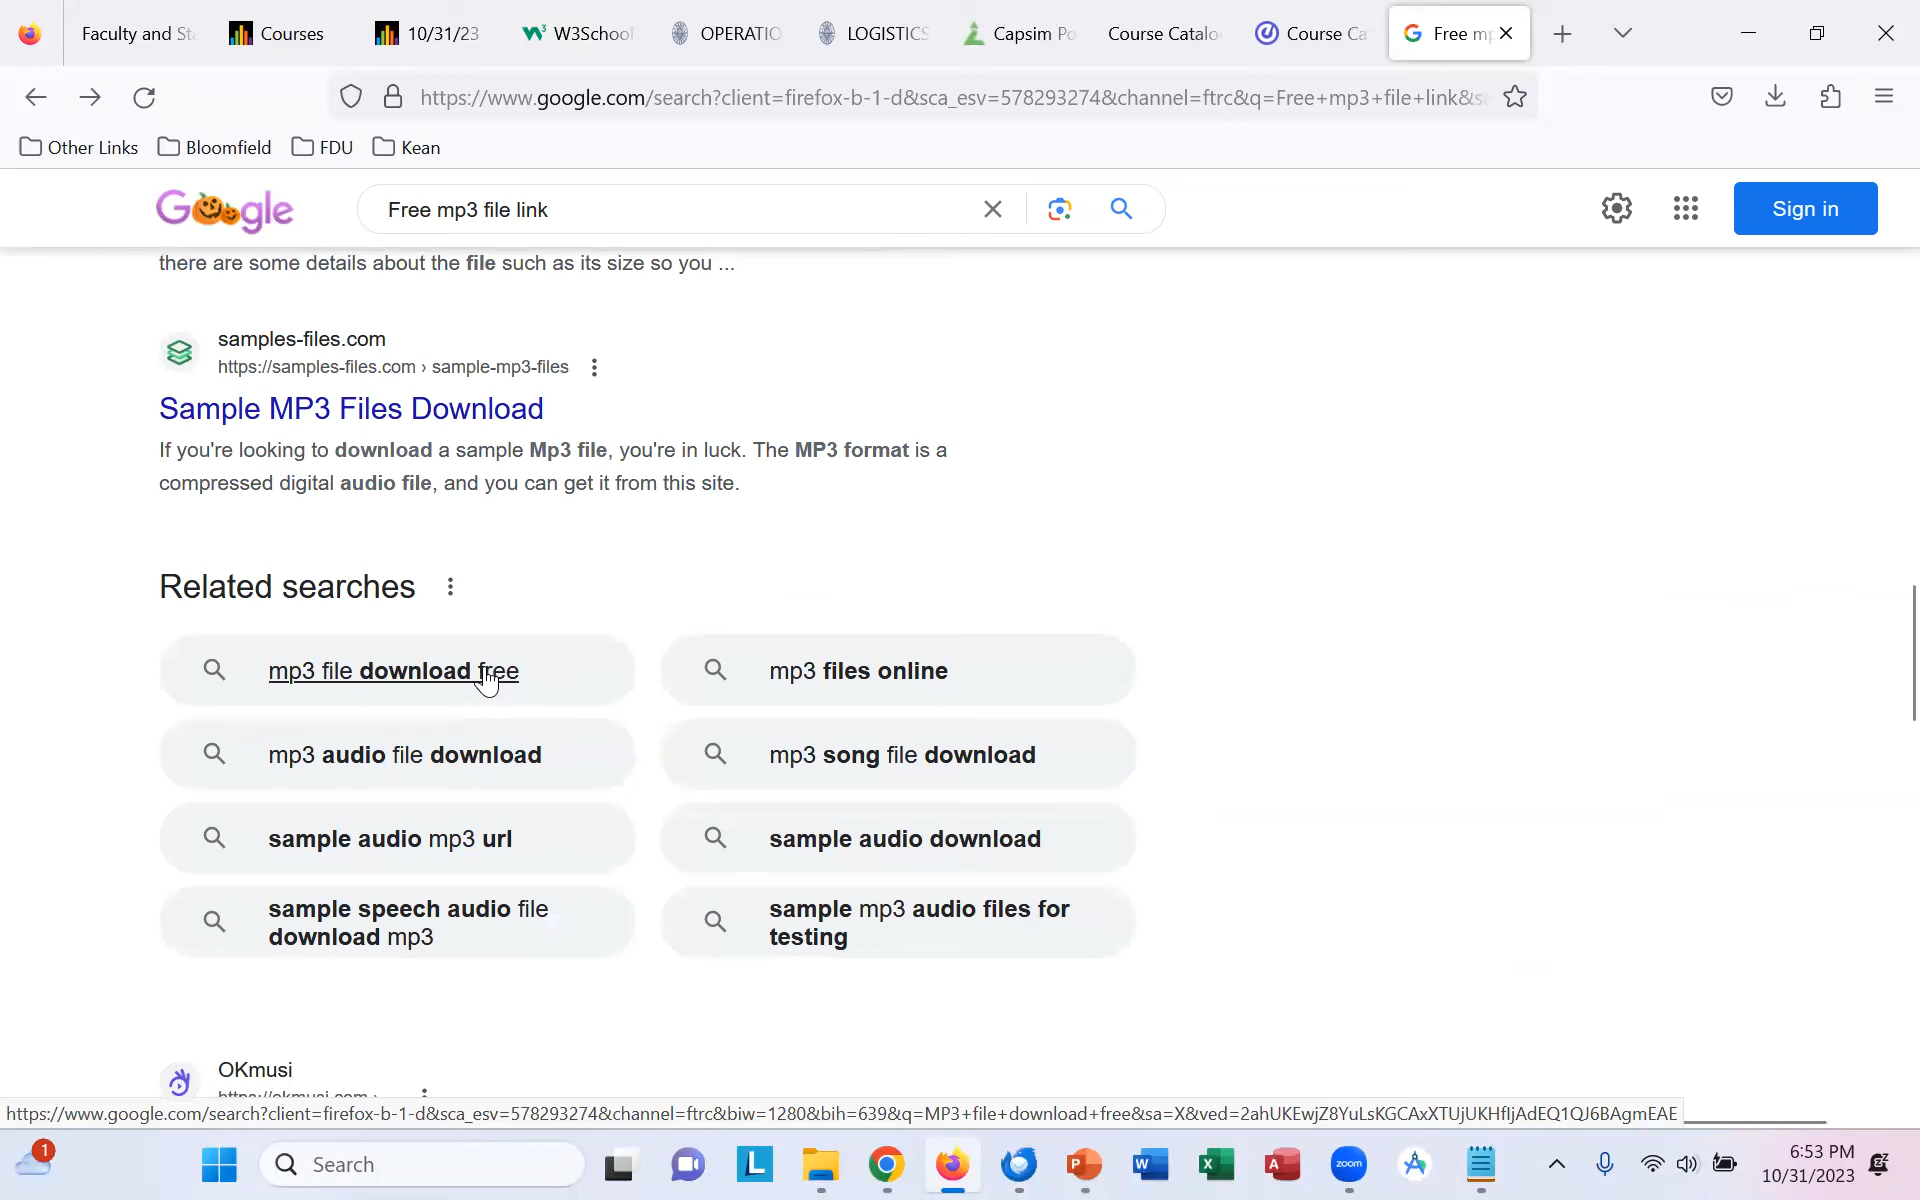 Faculty and Sta
Courses
10/31/23
W3School
OPERATIO
LOGISTICS
Capsim Po
Course Catalo
Course Ca
Free mp
https://www.google.com/search?client=firefox-b-1-d&sca_esv=578293274&channel=ftrc&q=Free+mp3+file+link&s
Other Links
Bloomfield
FDU
Kean
Google
Free mp3 file link
Sign in
there are some details about the file such as its size so you ...
samples-files.com
https://samples-files.com › sample-mp3-files
Sample MP3 Files Download
If you're looking to download a sample Mp3 file, you're in luck. The MP3 format is a
compressed digital audio file, and you can get it from this site.
Related searches
mp3 file download free
mp3 files online
mp3 audio file download
mp3 song file download
sample audio mp3 url
sample audio download
sample speech audio file
download mp3
sample mp3 audio files for
testing
OKmusi
https://okmusi.com ›
https://www.google.com/search?client=firefox-b-1-d&sca_esv=578293274&channel=ftrc&biw=1280&bih=639&q=MP3+file+download+free&sa=X&ved=2ahUKEwjZ8YuLsKGCAxXTUjUKHfljAdEQ1QJ6BAgmEAE
1
Search
L
zoom
6:53 PM
10/31/2023